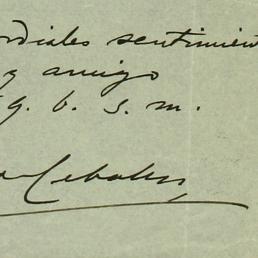 rdiales sentimien
y amigo
q. b. s. m.
Ceballos